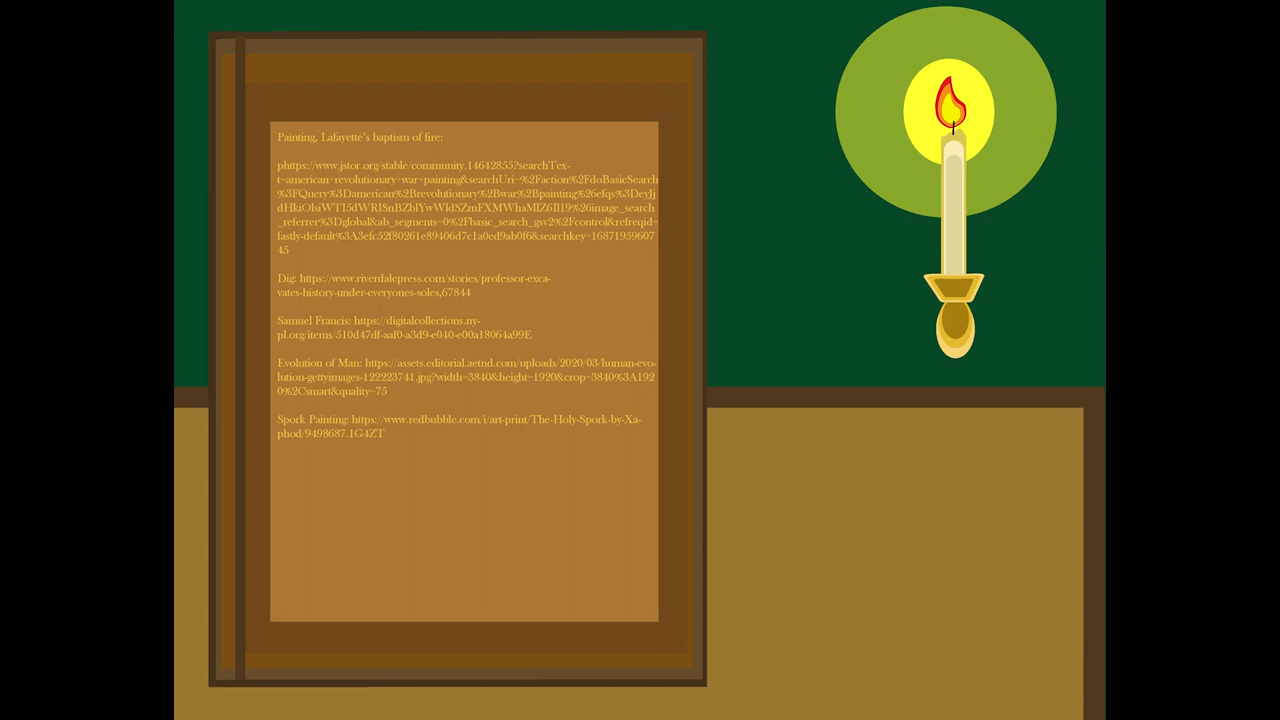 Painting, Lafayette's baptism of fire:
phttps://www.jstor.org/stable/community.14642855?searchTex-
t=american+revolutionary+war+painting&searchUri=%2Faction%2FdoBasicSearch
%3FQuery%3Damerican%2Brevolutionary%2Bwar%2Bpainting%26efqs%3DeyJj
dHkiOlsiWTI5dWRISnBZblYwWldSZmFXMWhaMlZ6Il19%26image_search
_referrer%3Dglobal&ab_segments=0%2Fbasic_search_gsv2%2Fcontrol&refreqid=
fastly-default%3A3efc52f80261e89406d7c1a0ed9ab0f6&searchkey=16871959607
45
Dig: https://www.riverdalepress.com/stories/professor-exca-
vates-history-under-everyones-soles,67844
Samuel Francis: https://digitalcollections.ny-
pl.org/items/510d47df-aaf0-a3d9-e040-e00a18064a99E
Evolution of Man: https://assets.editorial.aetnd.com/uploads/2020/03/human-evo-
lution-gettyimages-122223741.jpg?width=3840&height=1920&crop=3840%3A192
0%2Csmart&quality=75
Spork Painting: https://www.redbubble.com/i/art-print/The-Holy-Spork-by-Xa-
phod/9498687.1G4ZT